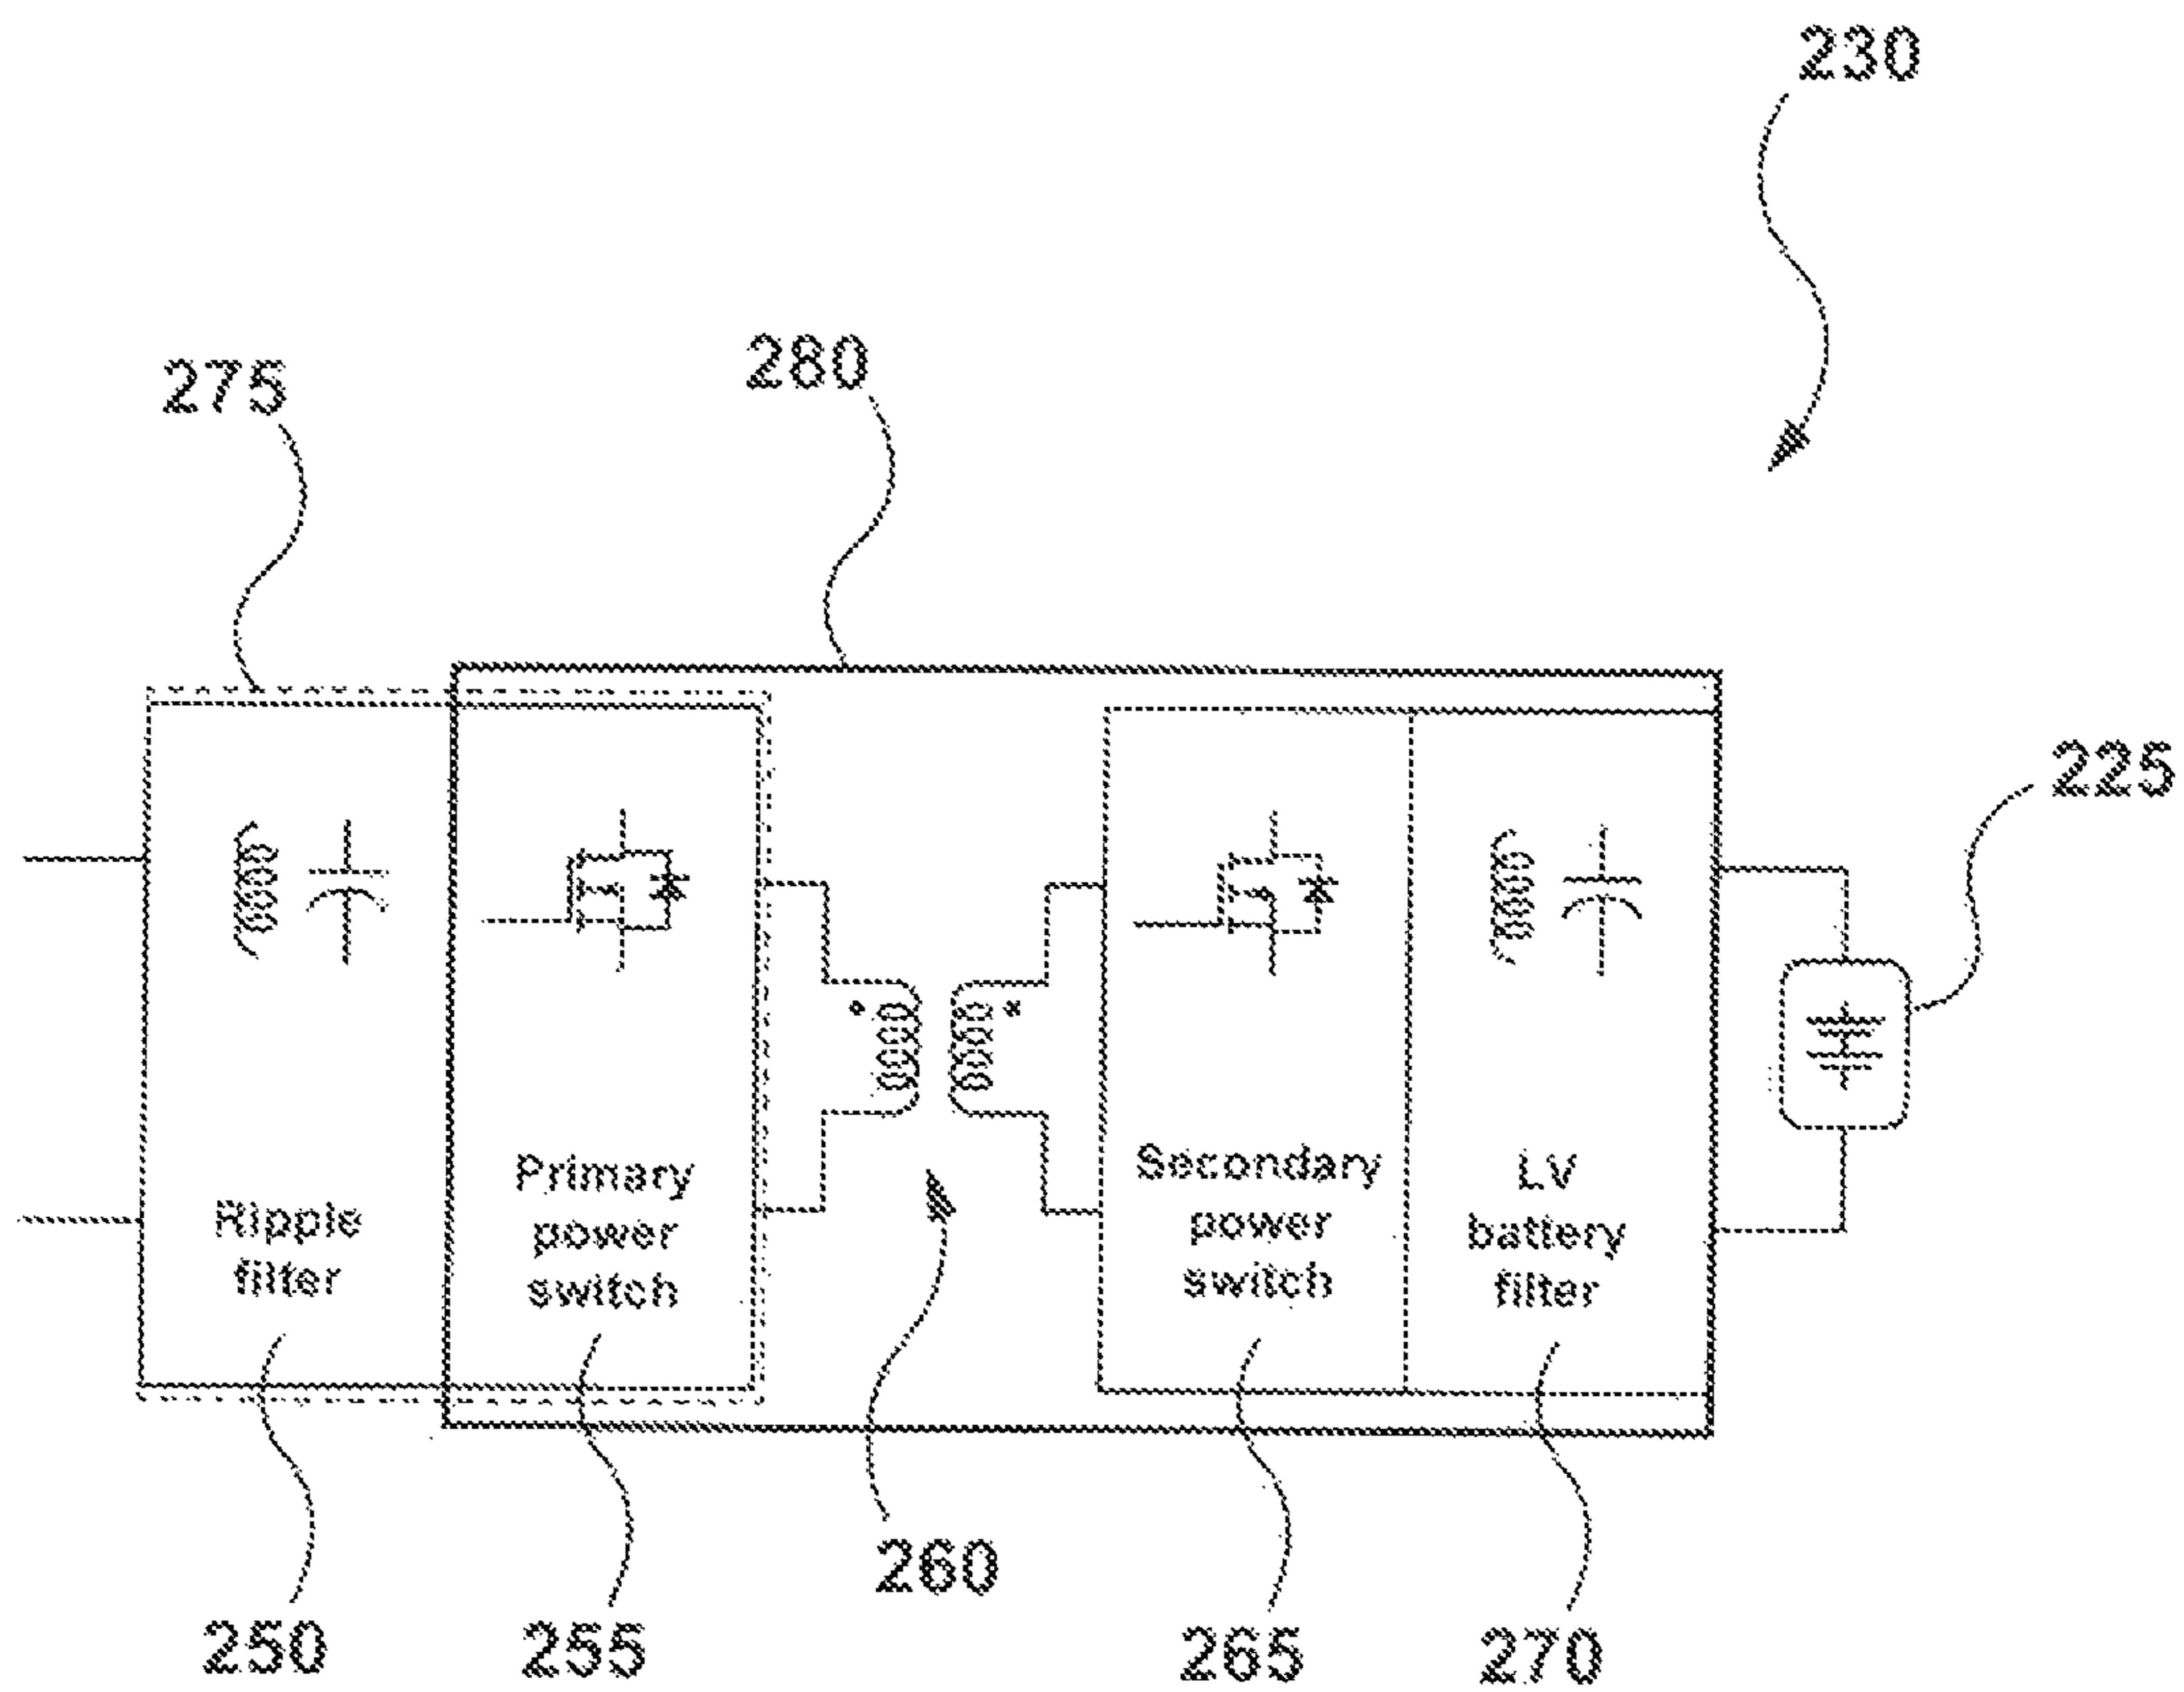 230
280
275
225
Ripple
filter
Primary
power
switch
Secondary
power
switch
LV
battery
filter
260
250
255
265
270